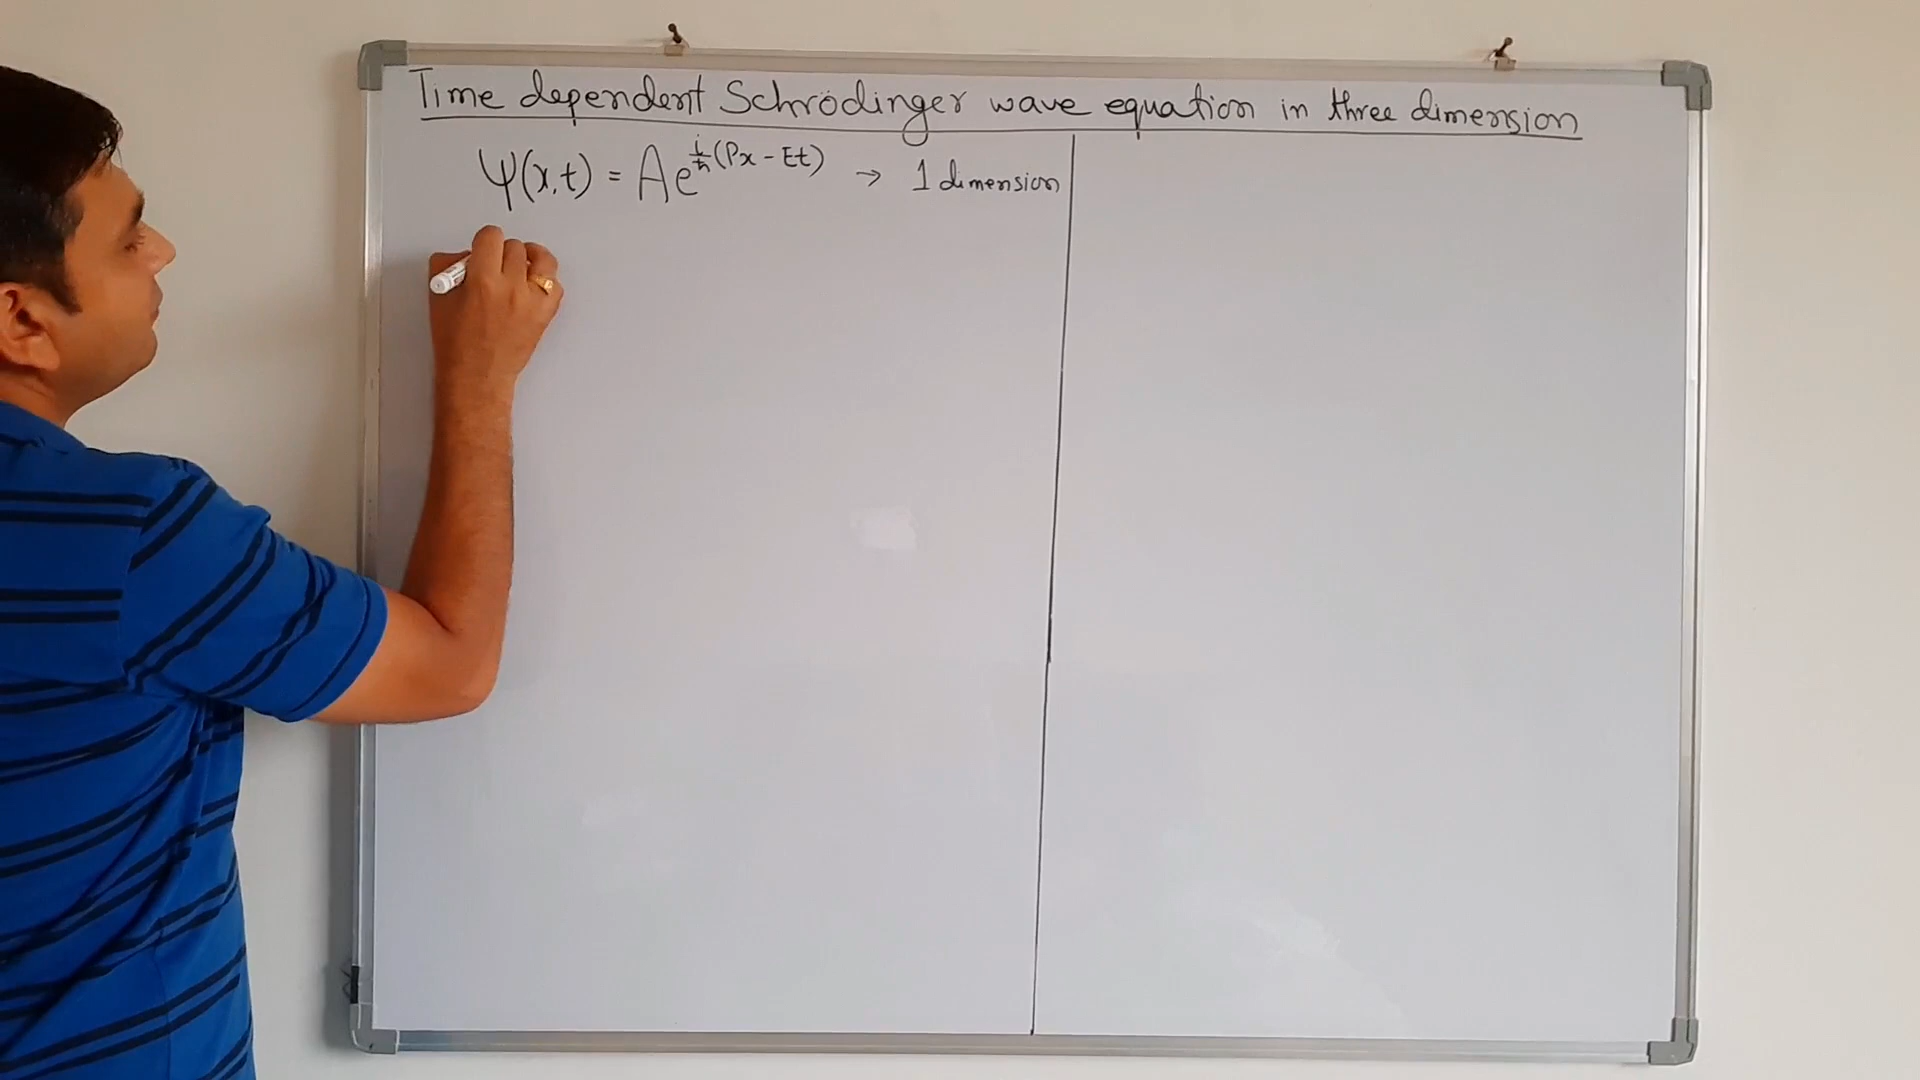 Time dependent Schrödinger wave equation in three dimension
Ψ(x,t) = Ae^{i/ħ(Px - Et)} → 1 dimension